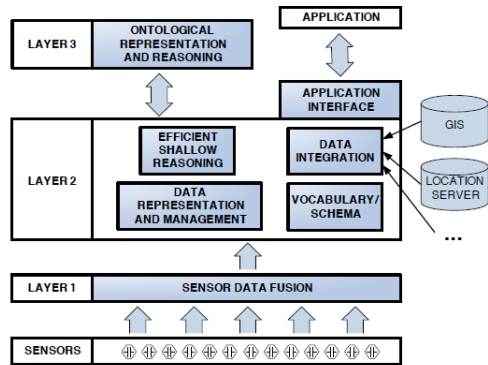 LAYER 3
ONTOLOGICAL
REPRESENTATION
AND REASONING
APPLICATION
APPLICATION
INTERFACE
LAYER 2
EFFICIENT
SHALLOW
REASONING
DATA
INTEGRATION
DATA
REPRESENTATION
AND MANAGEMENT
VOCABULARY/
SCHEMA
GIS
LOCATION
SERVER
...
LAYER 1
SENSOR DATA FUSION
SENSORS